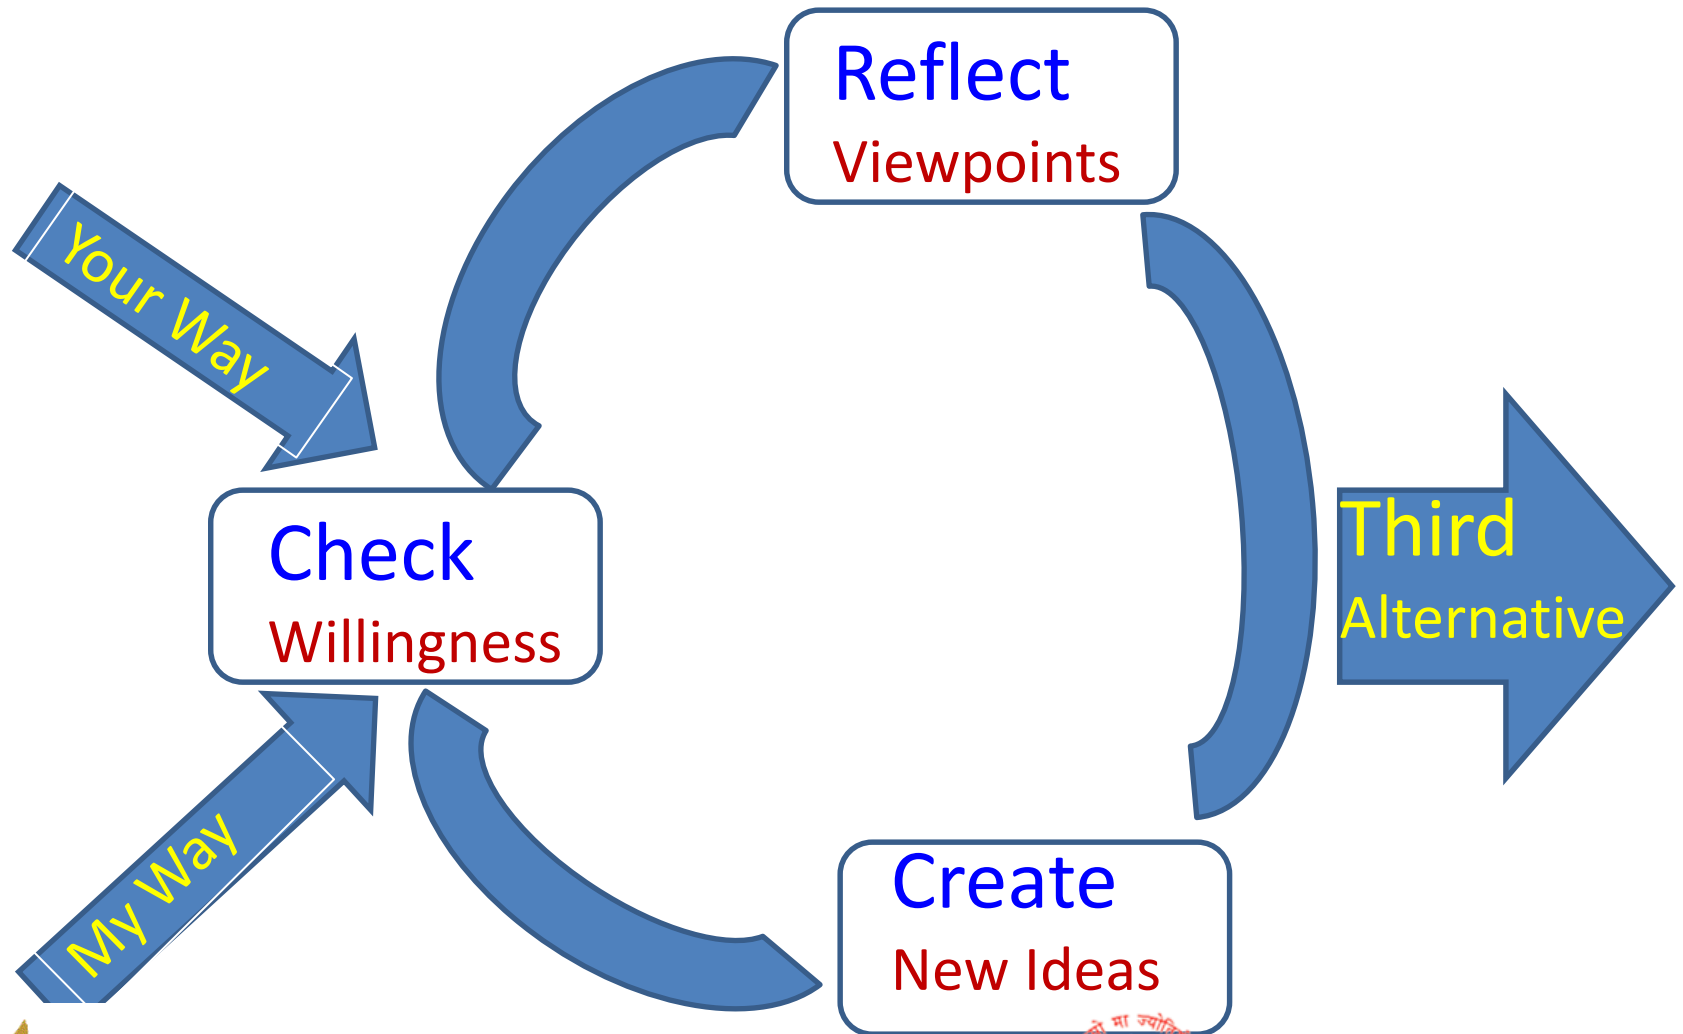 Reflect
Viewpoints
Your Way
Check
Willingness
Third
Alternative
My Way
Create
New Ideas
मा